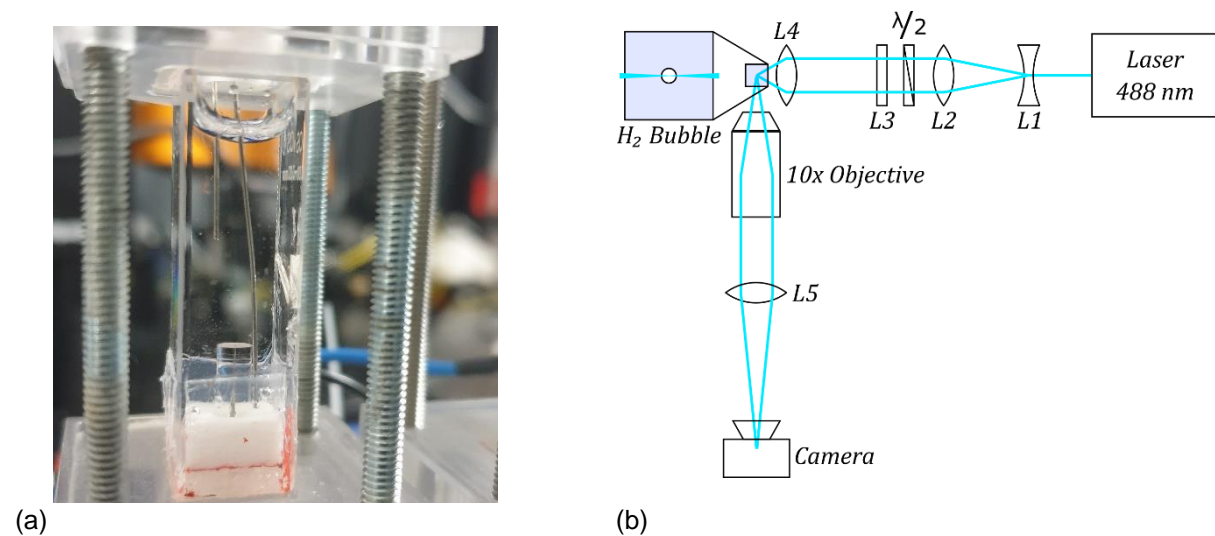 λ/2
L4
Laser
488 nm
L3
L2
L1
H₂ Bubble
10x Objective
L5
Camera
(a)
(b)